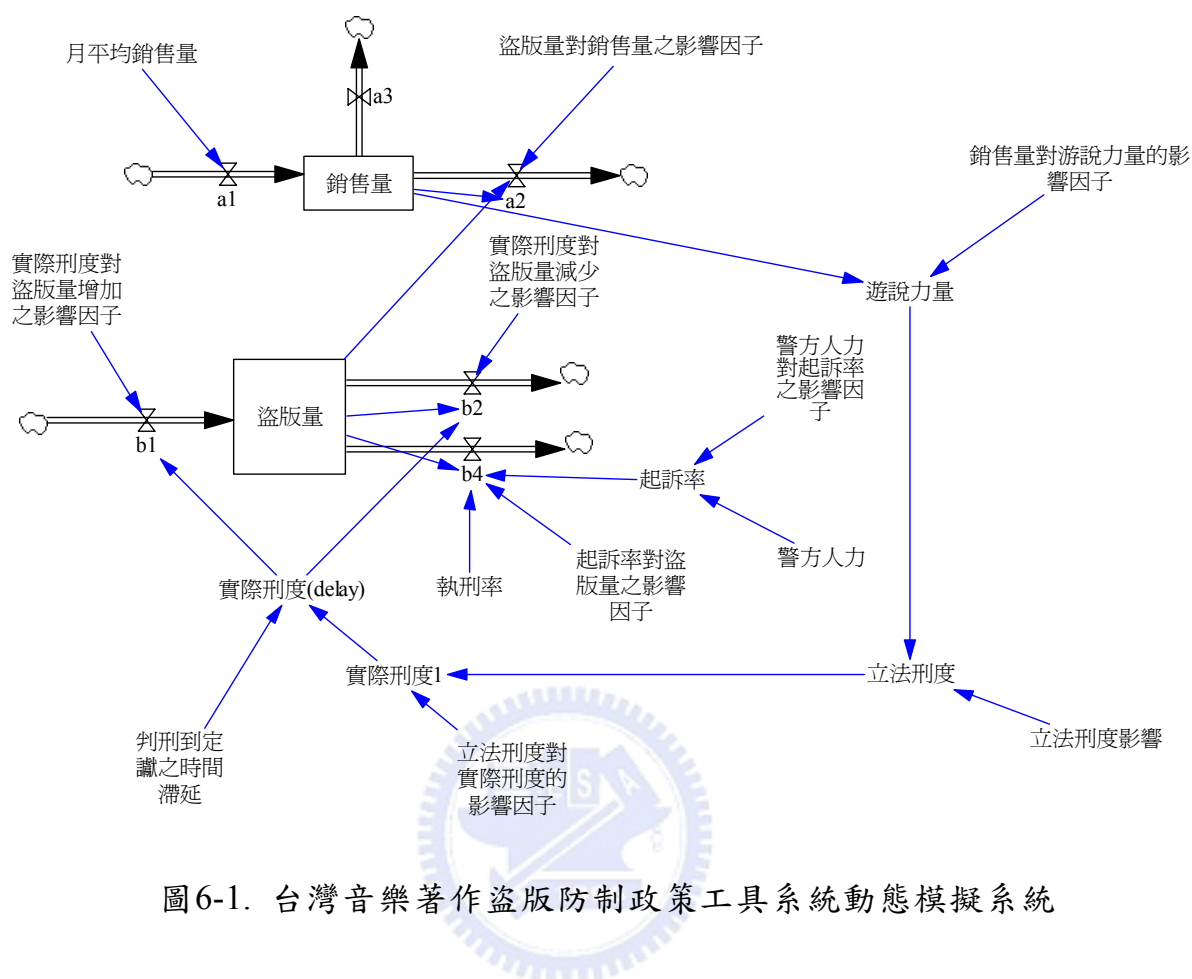 月平均銷售量
盜版量對銷售量之影響因子
a3
銷售量對游說力量的影
響因子
銷售量
a1
a2
實際刑度對
盜版量增加
之影響因子
實際刑度對
盜版量減少
之影響因子
游說力量
警方人力
對起訴率
之影響因
子
盜版量
b1
b2
b4
起訴率
警方人力
實際刑度(delay)
執刑率
起訴率對盜
版量之影響
因子
實際刑度1
立法刑度
判刑到定
讞之時間
滯延
立法刑度對
實際刑度的
影響因子
立法刑度影響
圖6-1. 台灣音樂著作盜版防制政策工具系統動態模擬系統